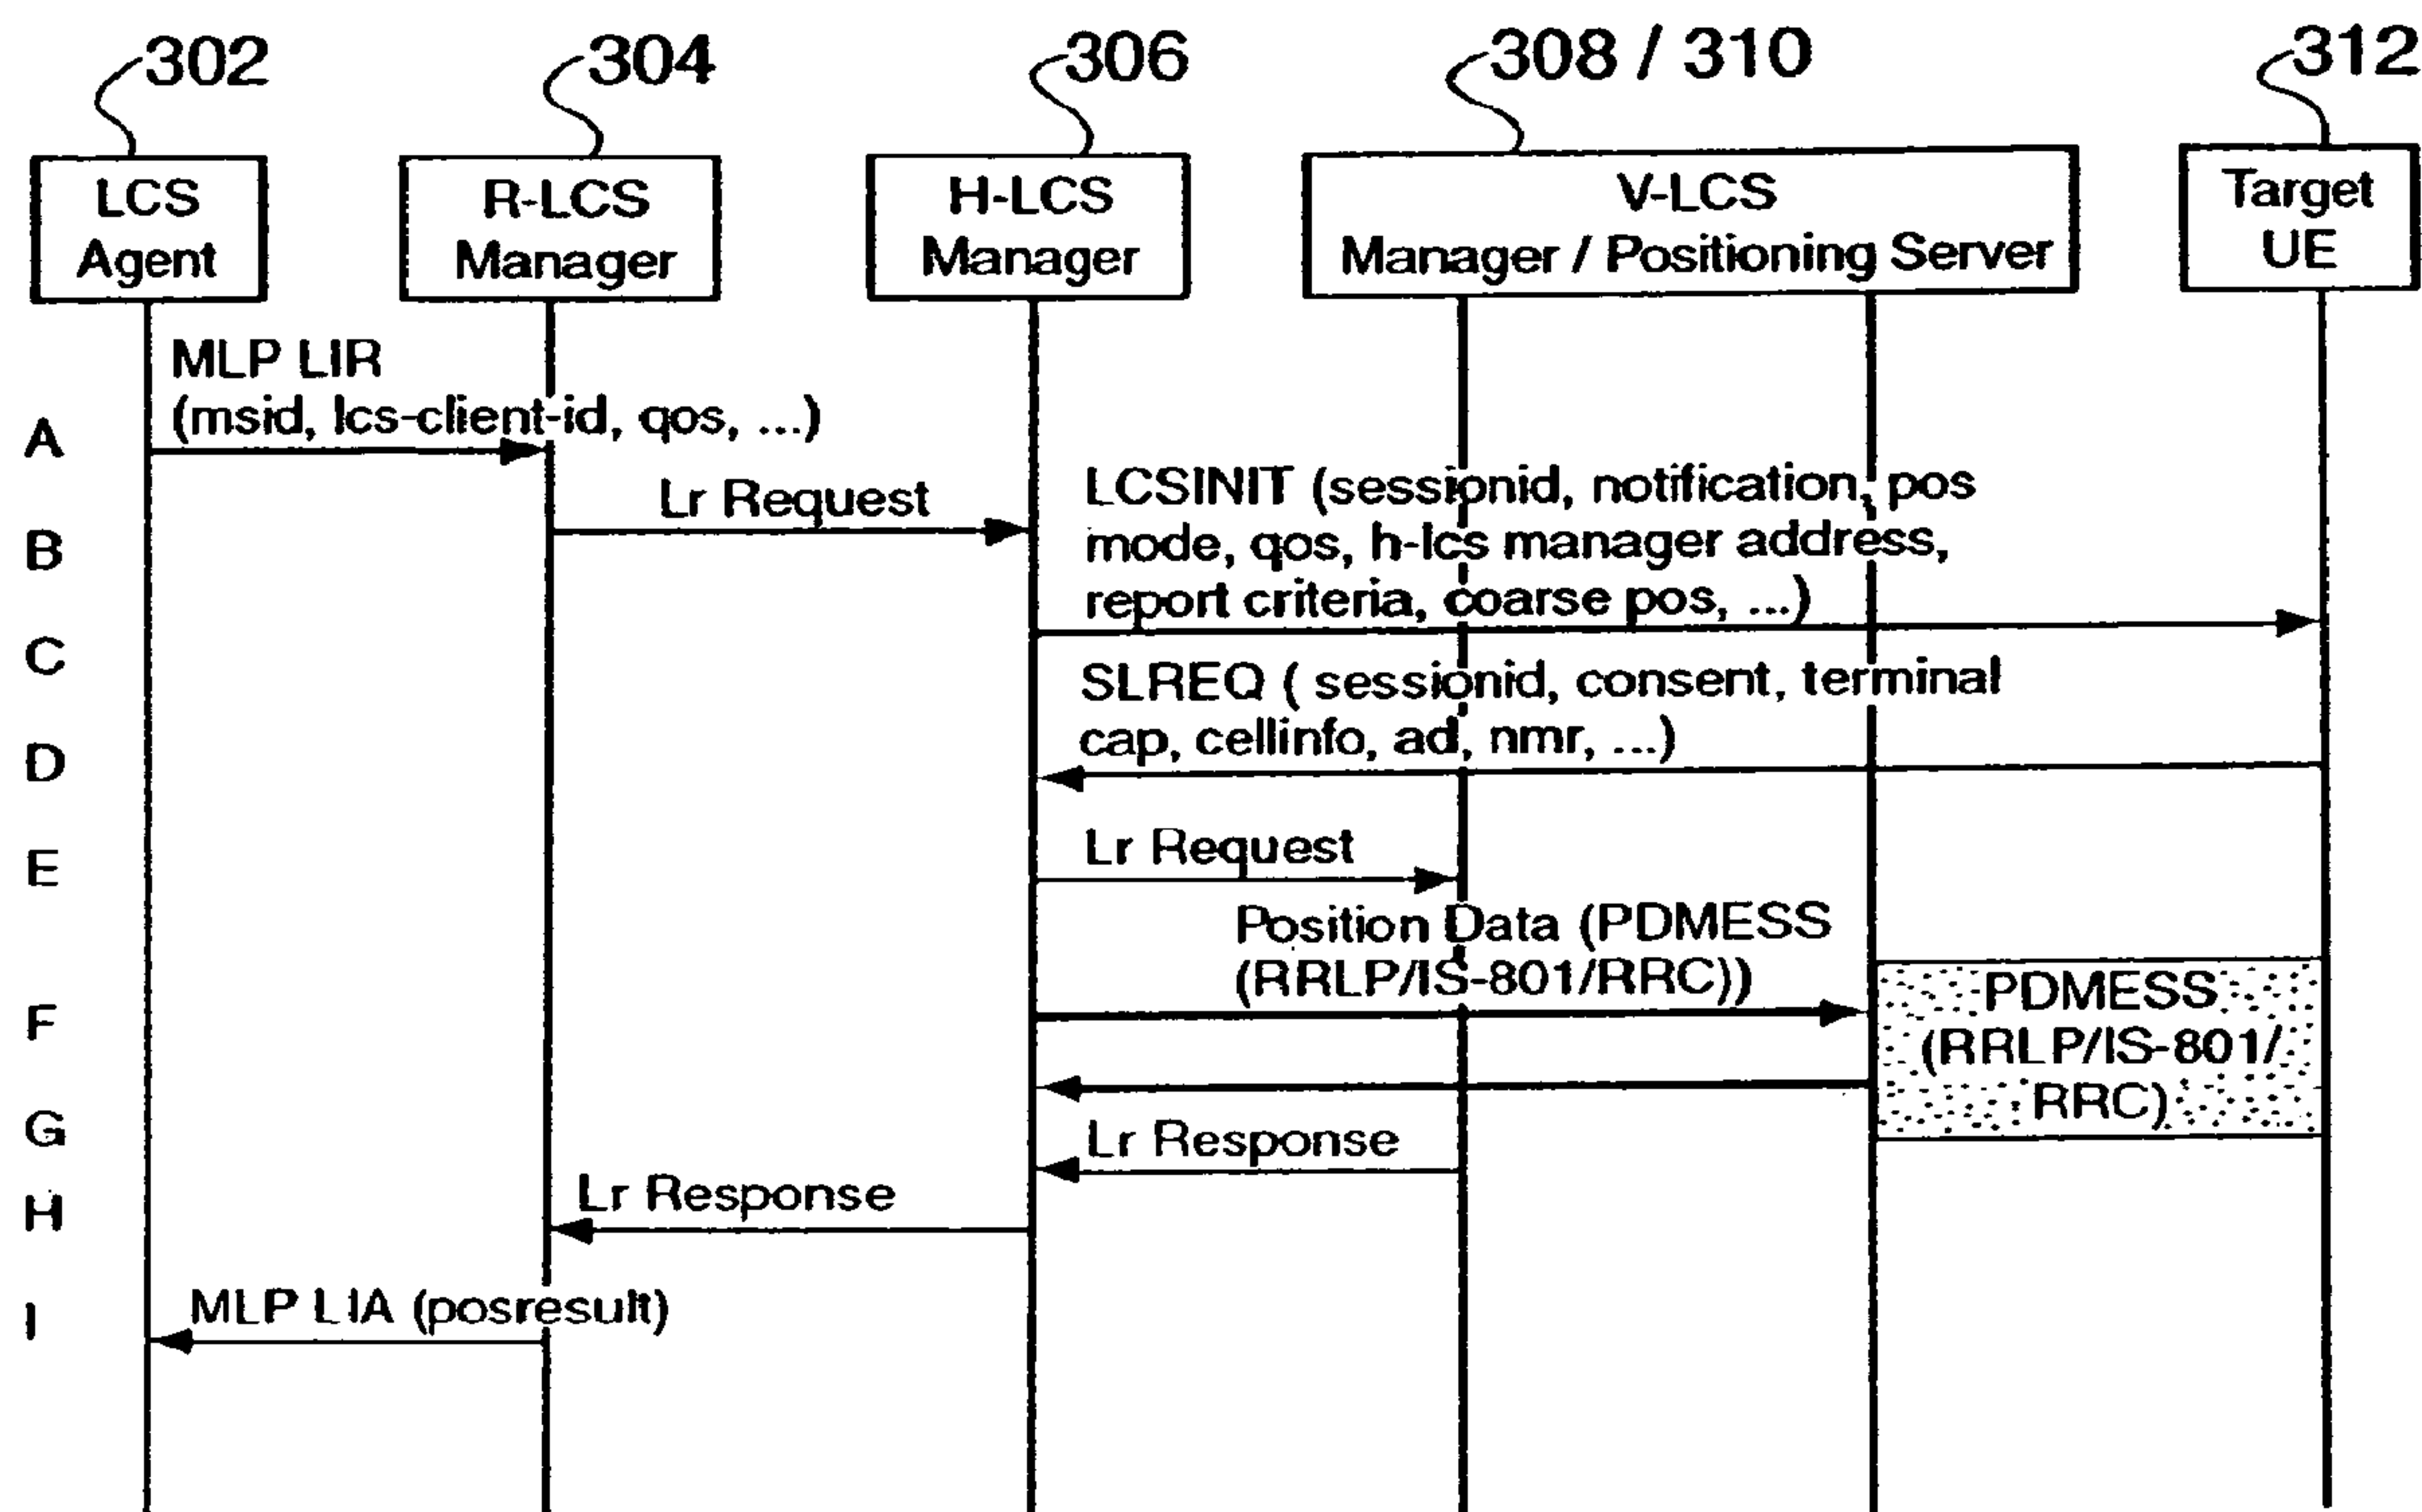 302
304
306
308 / 310
312
LCS
Agent
R-LCS
Manager
H-LCS
Manager
V-LCS
Manager / Positioning Server
Target
UE
MLP LIR
(msid, lcs-client-id, qos, ...)
A
Lr Request
B
LCSINIT (sessionid, notification, pos
mode, qos, h-lcs manager address,
report criteria, coarse pos, ...)
C
SLREQ ( sessionid, consent, terminal
cap, cellinfo, ad, nmr, ...)
D
Lr Request
E
Position Data (PDMESS
(RRLP/IS-801/RRC))
F
PDMESS
(RRLP/IS-801/
RRC)
G
Lr Response
H
Lr Response
I
MLP LIA (posresult)